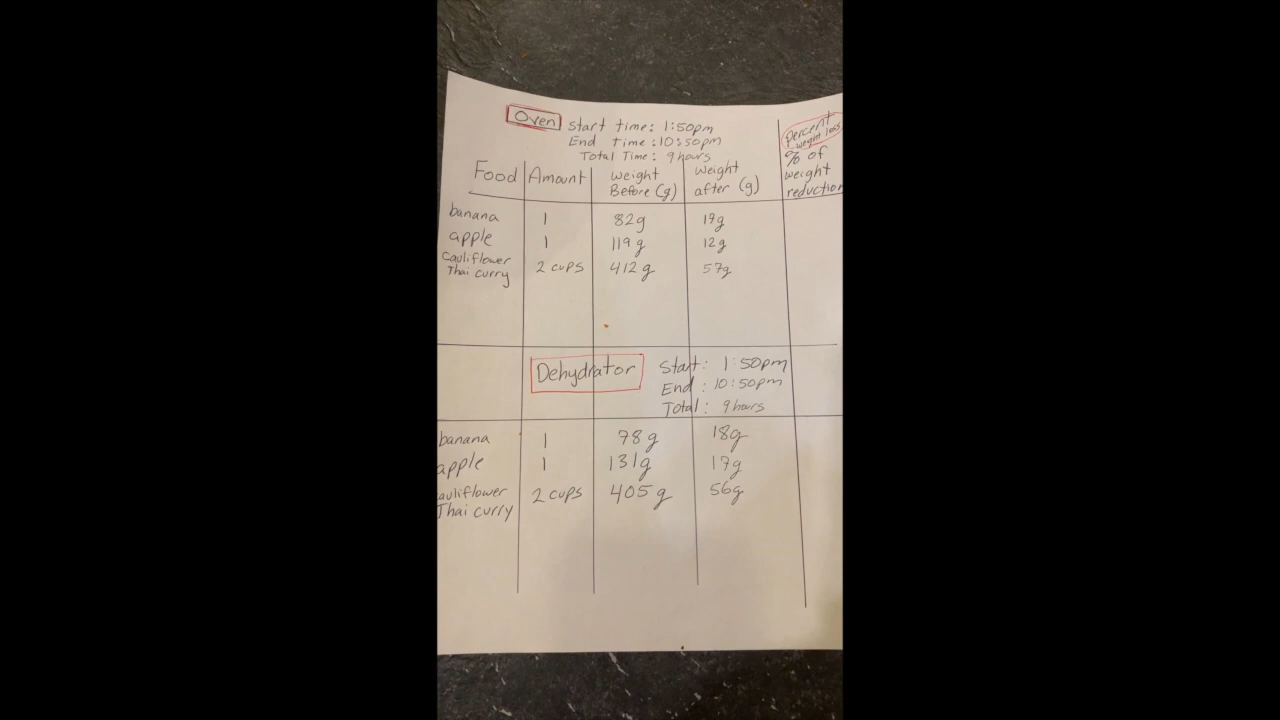 Oven
Start time: 1:50pm
End time: 10:50pm
Total Time: 9 hours
percent weight loss
% of weight reduction
Food Amount Weight Before (g) Weight after (g)
banana 1 82g 19g
apple 1 119g 12g
Cauliflower Thai curry 2 cups 412g 57g
Dehydrator
Start: 1:50pm
End: 10:50pm
Total: 9 hours
banana 1 78g 18g
apple 1 131g 17g
auliflower Thai curry 2 cups 405g 56g